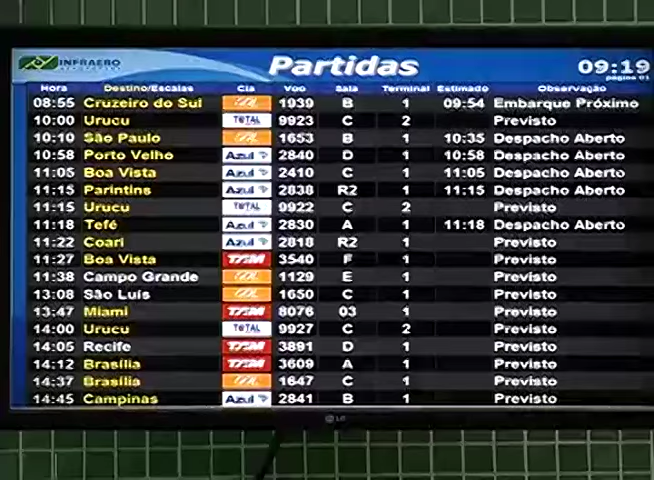 INFRAERO
AEROPORTOS
Partidas
09:19
página 01
Hora Destino/Escalas Cia Voo Sala Terminal Estimado Observação
08:55 Cruzeiro do Sul GOL 1939 B 1 09:54 Embarque Próximo
10:00 Urucu TOTAL 9923 C 2 Previsto
10:10 São Paulo GOL 1653 B 1 10:35 Despacho Aberto
10:58 Porto Velho Azul 2840 D 1 10:58 Despacho Aberto
11:05 Boa Vista Azul 2410 C 1 11:05 Despacho Aberto
11:15 Parintins Azul 2838 R2 1 11:15 Despacho Aberto
11:15 Urucu TOTAL 9922 C 2 Previsto
11:18 Tefé Azul 2830 A 1 11:18 Despacho Aberto
11:22 Coari Azul 2818 R2 1 Previsto
11:27 Boa Vista TAM 3540 F 1 Previsto
11:38 Campo Grande GOL 1129 E 1 Previsto
13:08 São Luís GOL 1650 C 1 Previsto
13:47 Miami TAM 8076 03 1 Previsto
14:00 Urucu TOTAL 9927 C 2 Previsto
14:05 Recife TAM 3891 D 1 Previsto
14:12 Brasília TAM 3609 A 1 Previsto
14:37 Brasília GOL 1647 C 1 Previsto
14:45 Campinas Azul 2841 B 1 Previsto
LG